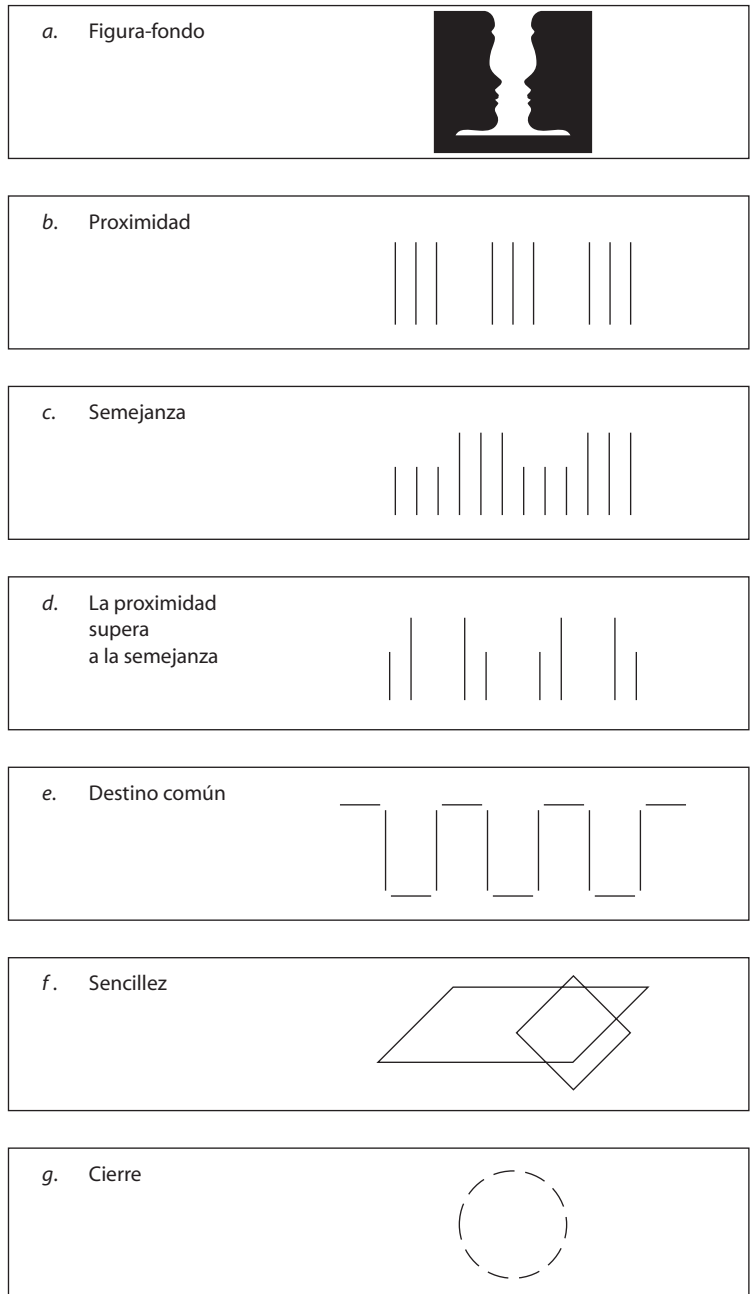 a. Figura-fondo
b. Proximidad
c. Semejanza
d. La proximidad
supera
a la semejanza
e. Destino común
f. Sencillez
g. Cierre